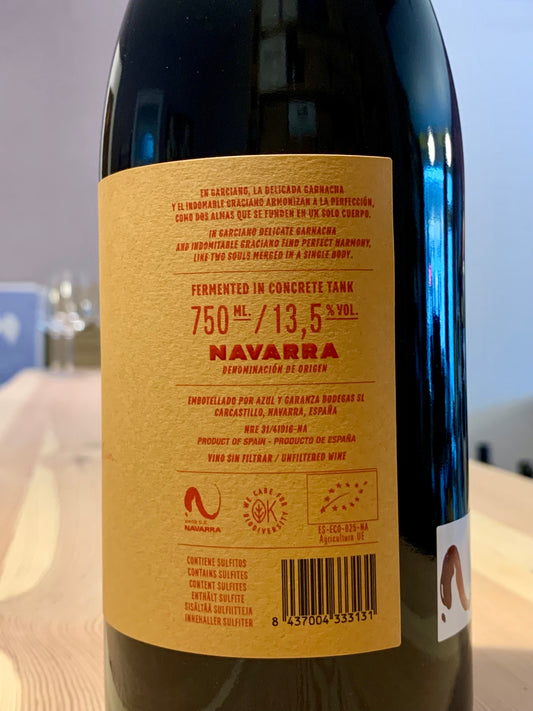 EN GARCIANO, LA DELICADA GARNACHA
Y EL INDOMABLE GRACIANO ARMONIZAN A LA PERFECCIÓN,
COMO DOS ALMAS QUE SE FUNDEN EN UN SOLO CUERPO.
IN GARCIANO DELICATE GARNACHA
AND INDOMITABLE GRACIANO FIND PERFECT HARMONY,
LIKE TWO SOULS MERGED IN A SINGLE BODY.
FERMENTED IN CONCRETE TANK
750 ML. / 13,5 % VOL.
NAVARRA
DENOMINACIÓN DE ORIGEN
EMBOTELLADO POR AZUL Y GARANZA BODEGAS SL
CARCASTILLO, NAVARRA, ESPAÑA
NRE 31/41916-NA
PRODUCT OF SPAIN - PRODUCTO DE ESPAÑA
VINO SIN FILTRAR / UNFILTERED WINE
NAVARRA
WE CARE FOR
OK
BIODIVERSITY
ES-ECO-025-NA
Agricultura UE
CONTIENE SULFITOS
CONTAINS SULFITES
CONTENT SULFITES
ENTHÄLT SULFITE
SISÄLTÄÄ SULFIITTEJA
INNEHALLER SULFITER
8 437004 333131